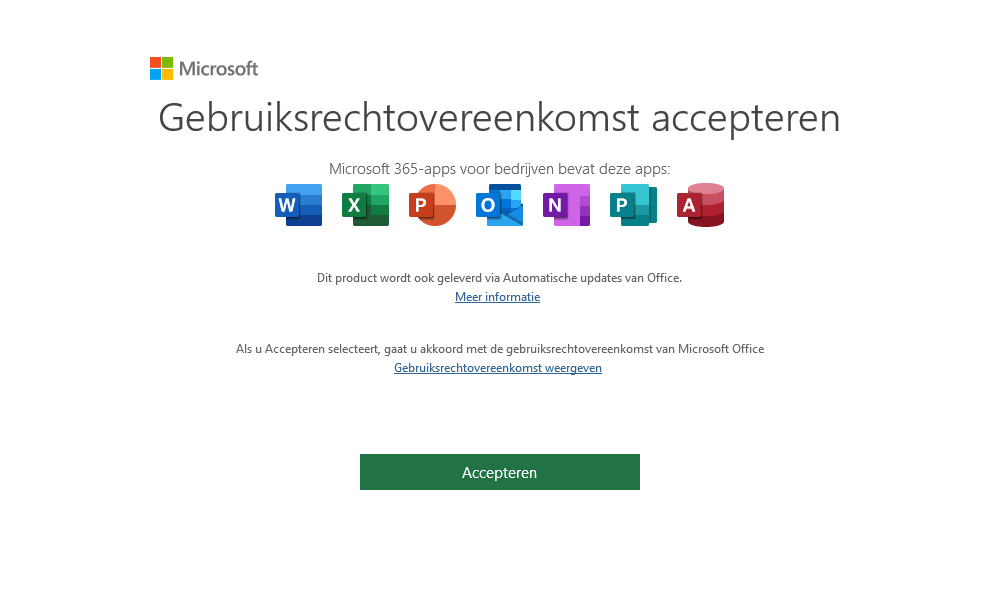 Microsoft
Gebruiksrechtovereenkomst accepteren
Microsoft 365-apps voor bedrijven bevat deze apps:
W X P O N P A
Dit product wordt ook geleverd via Automatische updates van Office.
Meer informatie
Als u Accepteren selecteert, gaat u akkoord met de gebruiksrechtovereenkomst van Microsoft Office
Gebruiksrechtovereenkomst weergeven
Accepteren